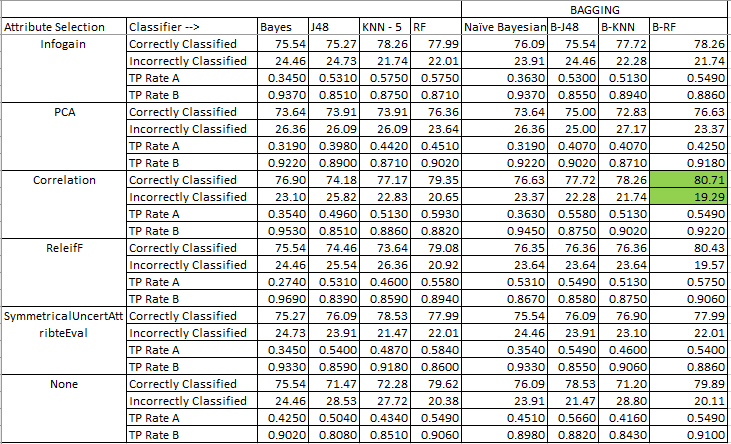 BAGGING
Attribute Selection Classifier --> Bayes J48 KNN - 5 RF Naïve Bayesian B-J48 B-KNN B-RF
Infogain Correctly Classified 75.54 75.27 78.26 77.99 76.09 75.54 77.72 78.26
Incorrectly Classified 24.46 24.73 21.74 22.01 23.91 24.46 22.28 21.74
TP Rate A 0.3450 0.5310 0.5750 0.5750 0.3630 0.5300 0.5130 0.5490
TP Rate B 0.9370 0.8510 0.8750 0.8710 0.9370 0.8550 0.8940 0.8860
PCA Correctly Classified 73.64 73.91 73.91 76.36 73.64 75.00 72.83 76.63
Incorrectly Classified 26.36 26.09 26.09 23.64 26.36 25.00 27.17 23.37
TP Rate A 0.3190 0.3980 0.4420 0.4510 0.3190 0.4070 0.4070 0.4250
TP Rate B 0.9220 0.8900 0.8710 0.9020 0.9220 0.9020 0.8710 0.9180
Correlation Correctly Classified 76.90 74.18 77.17 79.35 76.63 77.72 78.26 80.71
Incorrectly Classified 23.10 25.82 22.83 20.65 23.37 22.28 21.74 19.29
TP Rate A 0.3540 0.4960 0.5130 0.5930 0.3630 0.5580 0.5130 0.5490
TP Rate B 0.9530 0.8510 0.8860 0.8820 0.9450 0.8750 0.9020 0.9220
ReleifF Correctly Classified 75.54 74.46 73.64 79.08 76.35 76.36 76.36 80.43
Incorrectly Classified 24.46 25.54 26.36 20.92 23.64 23.64 23.64 19.57
TP Rate A 0.2740 0.5310 0.4600 0.5580 0.5310 0.5490 0.5130 0.5750
TP Rate B 0.9690 0.8390 0.8590 0.8940 0.8670 0.8580 0.8750 0.9060
SymmetricalUncertAtt Correctly Classified 75.27 76.09 78.53 77.99 75.54 76.09 76.90 77.99
ribteEval Incorrectly Classified 24.73 23.91 21.47 22.01 24.46 23.91 23.10 22.01
TP Rate A 0.3450 0.5400 0.4870 0.5840 0.3540 0.5490 0.4600 0.5400
TP Rate B 0.9330 0.8590 0.9180 0.8600 0.9330 0.8550 0.9060 0.8860
None Correctly Classified 75.54 71.47 72.28 79.62 76.09 78.53 71.20 79.89
Incorrectly Classified 24.46 28.53 27.72 20.38 23.91 21.47 28.80 20.11
TP Rate A 0.4250 0.5040 0.4340 0.5490 0.4510 0.5660 0.4160 0.5490
TP Rate B 0.9020 0.8080 0.8510 0.9060 0.8980 0.8820 0.8430 0.9100